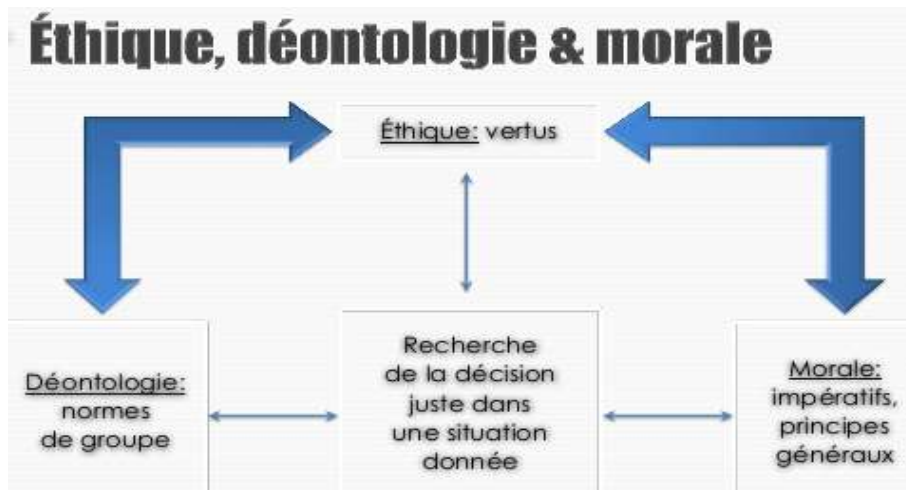 Éthique, déontologie & morale
Éthique: vertus
Déontologie:
normes
de groupe
Recherche
de la décision
juste dans
une situation
donnée
Morale:
impératifs,
principes
généraux